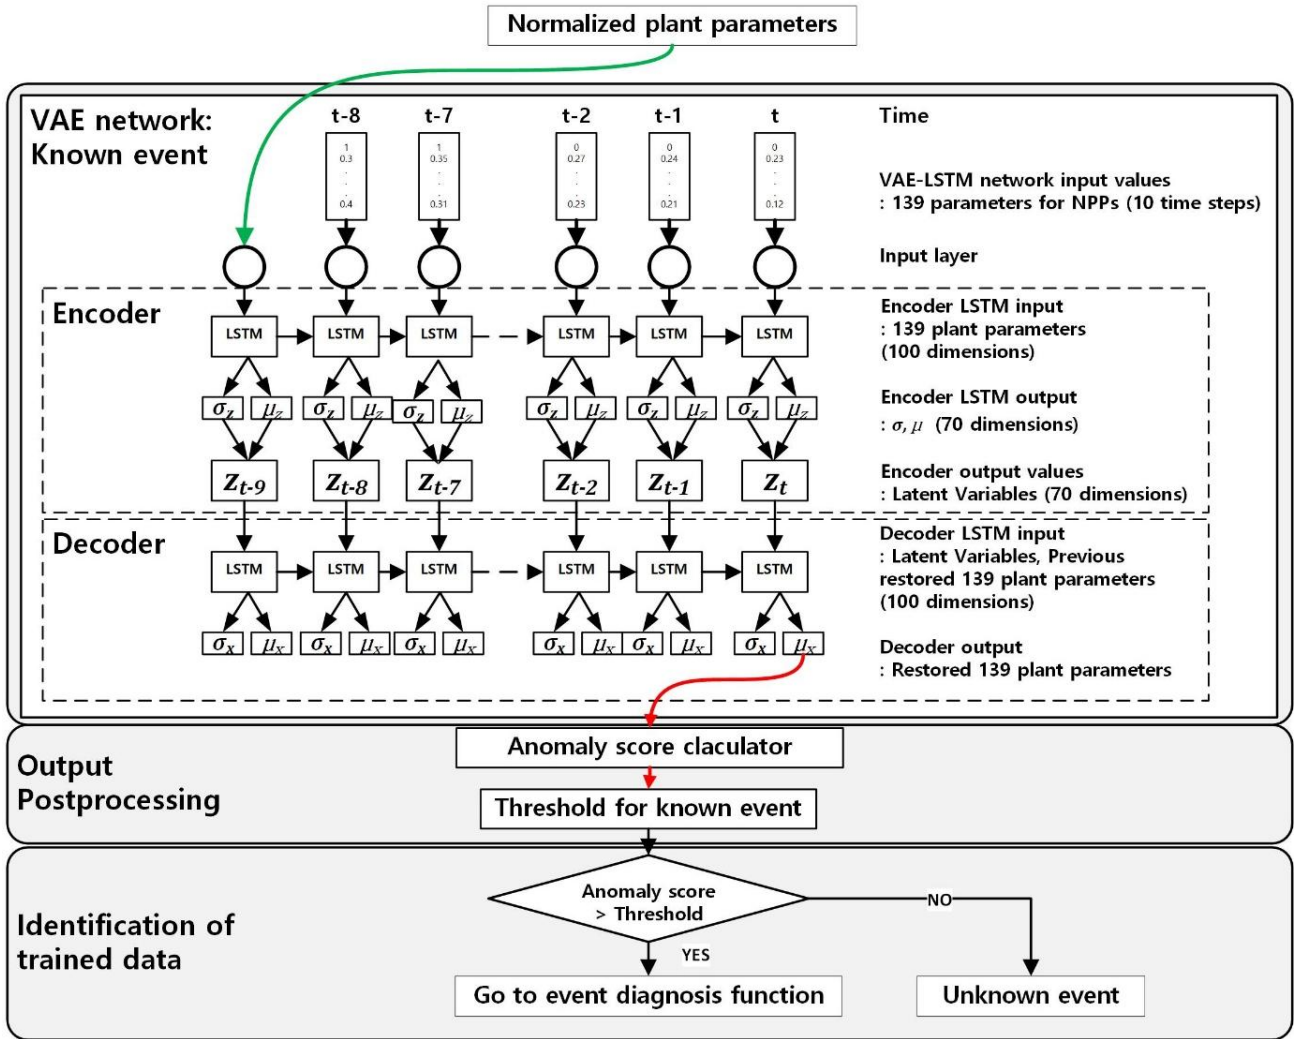 Normalized plant parameters
VAE network:
Known event
t-8 t-7 t-2 t-1 t Time
1 1 0 0 0
0.3 0.35 0.27 0.24 0.23
. . . . .
. . . . .
. . . . .
0.4 0.31 0.23 0.21 0.12
VAE-LSTM network input values
: 139 parameters for NPPs (10 time steps)
Input layer
Encoder
LSTM LSTM LSTM LSTM LSTM LSTM
Encoder LSTM input
: 139 plant parameters
(100 dimensions)
σz μz σz μz σz μz σz μz σz μz σz μz
Encoder LSTM output
: σ, μ (70 dimensions)
Zt-9 Zt-8 Zt-7 Zt-2 Zt-1 Zt
Encoder output values
: Latent Variables (70 dimensions)
Decoder
LSTM LSTM LSTM LSTM LSTM LSTM
Decoder LSTM input
: Latent Variables, Previous
restored 139 plant parameters
(100 dimensions)
σx μx σx μx σx μx σx μx σx μx σx μx
Decoder output
: Restored 139 plant parameters
Output
Postprocessing
Anomaly score claculator
Threshold for known event
Identification of
trained data
Anomaly score
> Threshold
NO
YES
Go to event diagnosis function
Unknown event